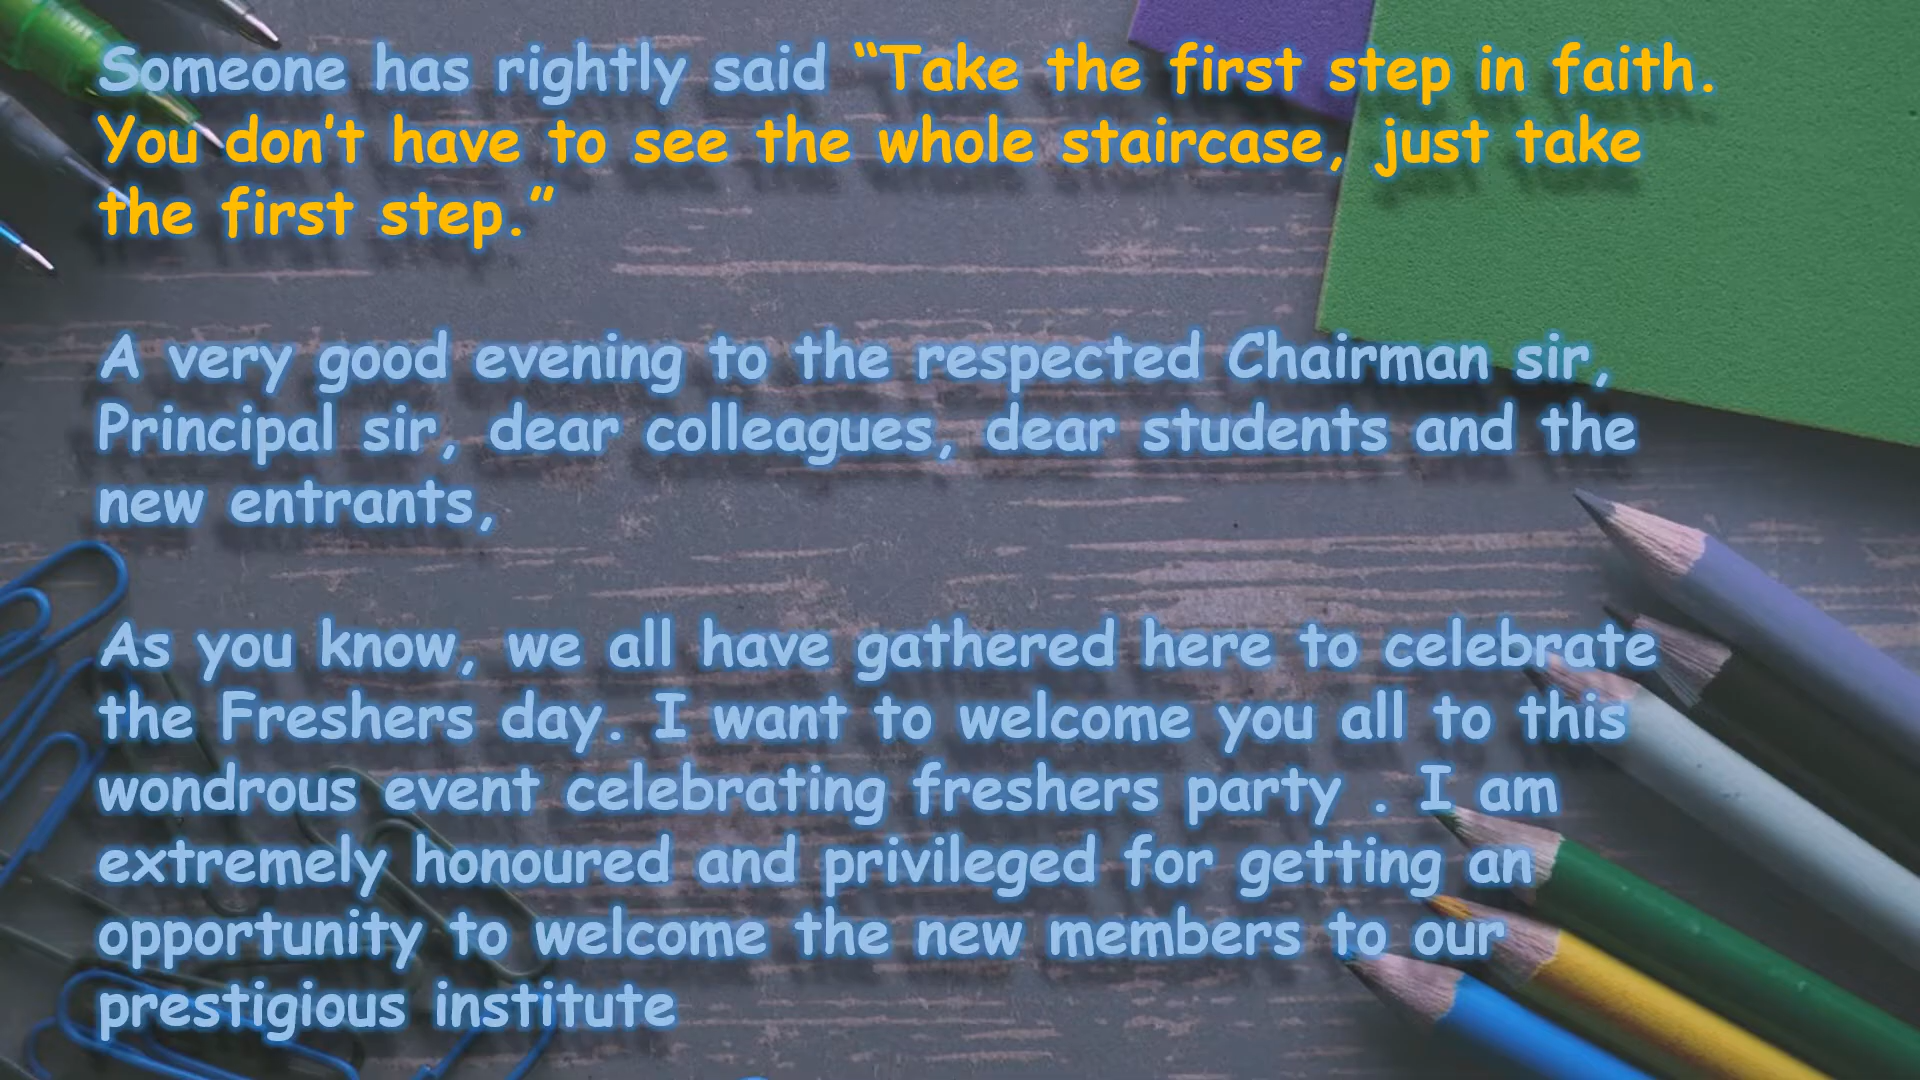 Someone has rightly said “Take the first step in faith.
You don’t have to see the whole staircase, just take
the first step.”
A very good evening to the respected Chairman sir,
Principal sir, dear colleagues, dear students and the
new entrants,
As you know, we all have gathered here to celebrate
the Freshers day. I want to welcome you all to this
wondrous event celebrating freshers party . I am
extremely honoured and privileged for getting an
opportunity to welcome the new members to our
prestigious institute